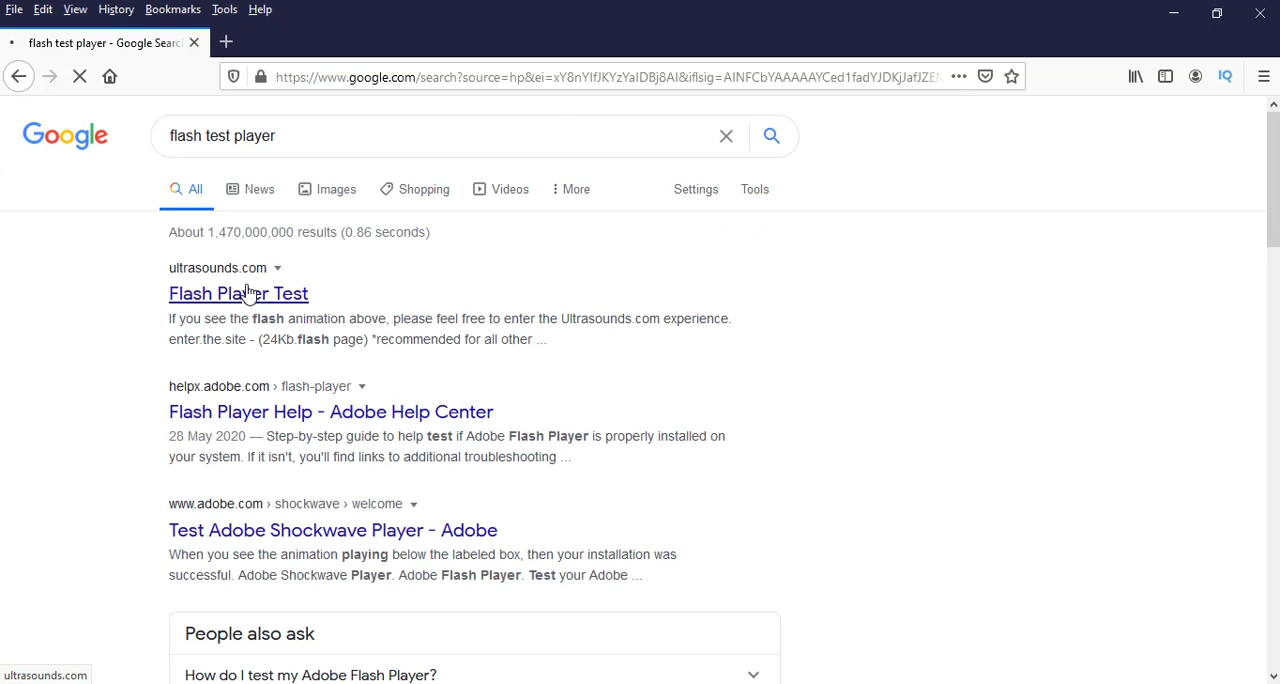 File Edit View History Bookmarks Tools Help
flash test player - Google Searc
https://www.google.com/search?source=hp&ei=xY8nYIfJKYzYaIDBj8AI&iflsig=AINFCbYAAAAAYCed1fadYJDKjJafJZE
IQ
Google
flash test player
All News Images Shopping Videos More Settings Tools
About 1,470,000,000 results (0.86 seconds)
ultrasounds.com
Flash Player Test
If you see the flash animation above, please feel free to enter the Ultrasounds.com experience.
enter.the.site - (24Kb.flash page) *recommended for all other ...
helpx.adobe.com › flash-player
Flash Player Help - Adobe Help Center
28 May 2020 — Step-by-step guide to help test if Adobe Flash Player is properly installed on
your system. If it isn't, you'll find links to additional troubleshooting ...
www.adobe.com › shockwave › welcome
Test Adobe Shockwave Player - Adobe
When you see the animation playing below the labeled box, then your installation was
successful. Adobe Shockwave Player. Adobe Flash Player. Test your Adobe ...
People also ask
How do I test my Adobe Flash Player?
ultrasounds.com